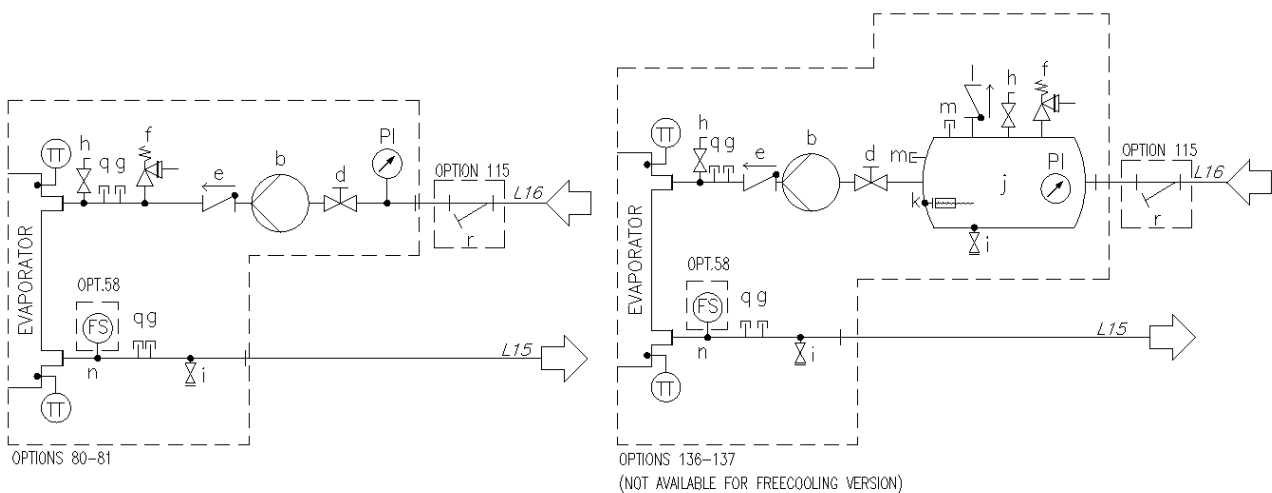 TT
h
q g
f
e
b
d
PI
OPTION 115
L16
r
EVAPORATOR
OPT.58
FS
q g
n
i
L15
TT
OPTIONS 80-81
TT
h
q g
e
b
d
m
l
h
f
m
PI
j
k
i
OPTION 115
L16
r
EVAPORATOR
OPT.58
FS
q g
n
i
L15
TT
OPTIONS 136-137
(NOT AVAILABLE FOR FREECOOLING VERSION)